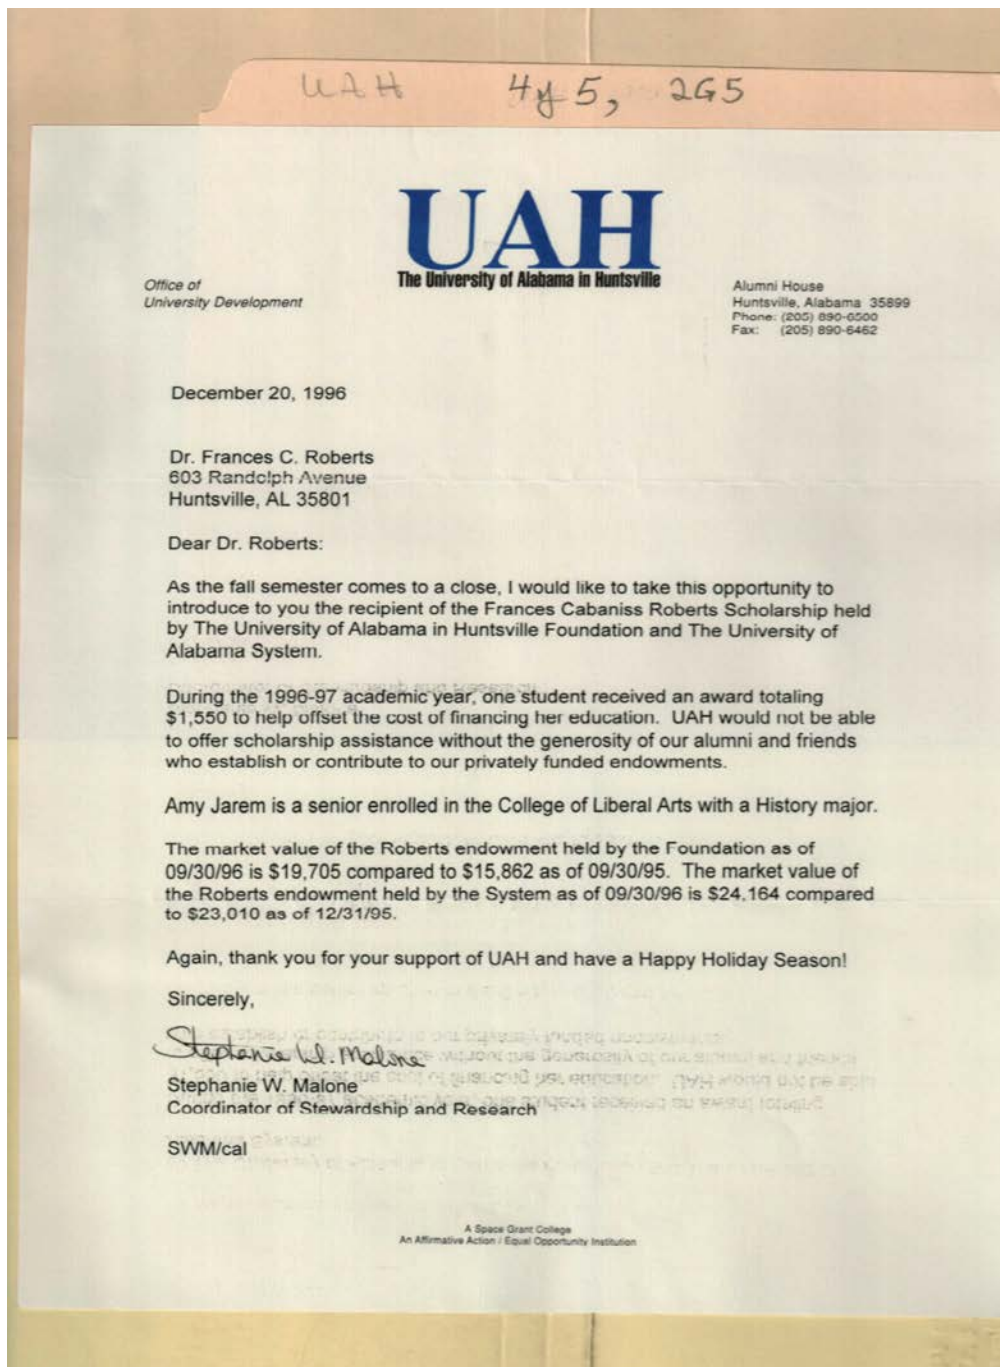 UAH 4y5, 2G5
UAH
The University of Alabama in Huntsville
Office of
University Development
Alumni House
Huntsville, Alabama 35899
Phone: (205) 890-6500
Fax: (205) 890-6462
December 20, 1996
Dr. Frances C. Roberts
603 Randolph Avenue
Huntsville, AL 35801
Dear Dr. Roberts:
As the fall semester comes to a close, I would like to take this opportunity to
introduce to you the recipient of the Frances Cabaniss Roberts Scholarship held
by The University of Alabama in Huntsville Foundation and The University of
Alabama System.
During the 1996-97 academic year, one student received an award totaling
$1,550 to help offset the cost of financing her education. UAH would not be able
to offer scholarship assistance without the generosity of our alumni and friends
who establish or contribute to our privately funded endowments.
Amy Jarem is a senior enrolled in the College of Liberal Arts with a History major.
The market value of the Roberts endowment held by the Foundation as of
09/30/96 is $19,705 compared to $15,862 as of 09/30/95. The market value of
the Roberts endowment held by the System as of 09/30/96 is $24,164 compared
to $23,010 as of 12/31/95.
Again, thank you for your support of UAH and have a Happy Holiday Season!
Sincerely,
Stephanie W. Malone
Stephanie W. Malone
Coordinator of Stewardship and Research
SWM/cal
A Space Grant College
An Affirmative Action / Equal Opportunity Institution